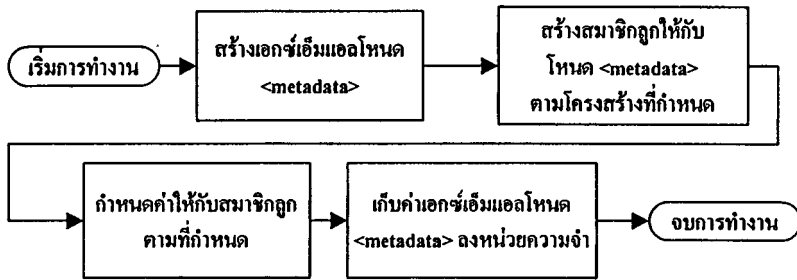 เริ่มการทำงาน
สร้างเอกซ์เอ็มแอลโหนด
<metadata>
สร้างสมาชิกลูกให้กับ
โหนด <metadata>
ตามโครงสร้างที่กำหนด
กำหนดค่าให้กับสมาชิกลูก
ตามที่กำหนด
เก็บค่าเอกซ์เอ็มแอลโหนด
<metadata> ลงหน่วยความจำ
จบการทำงาน